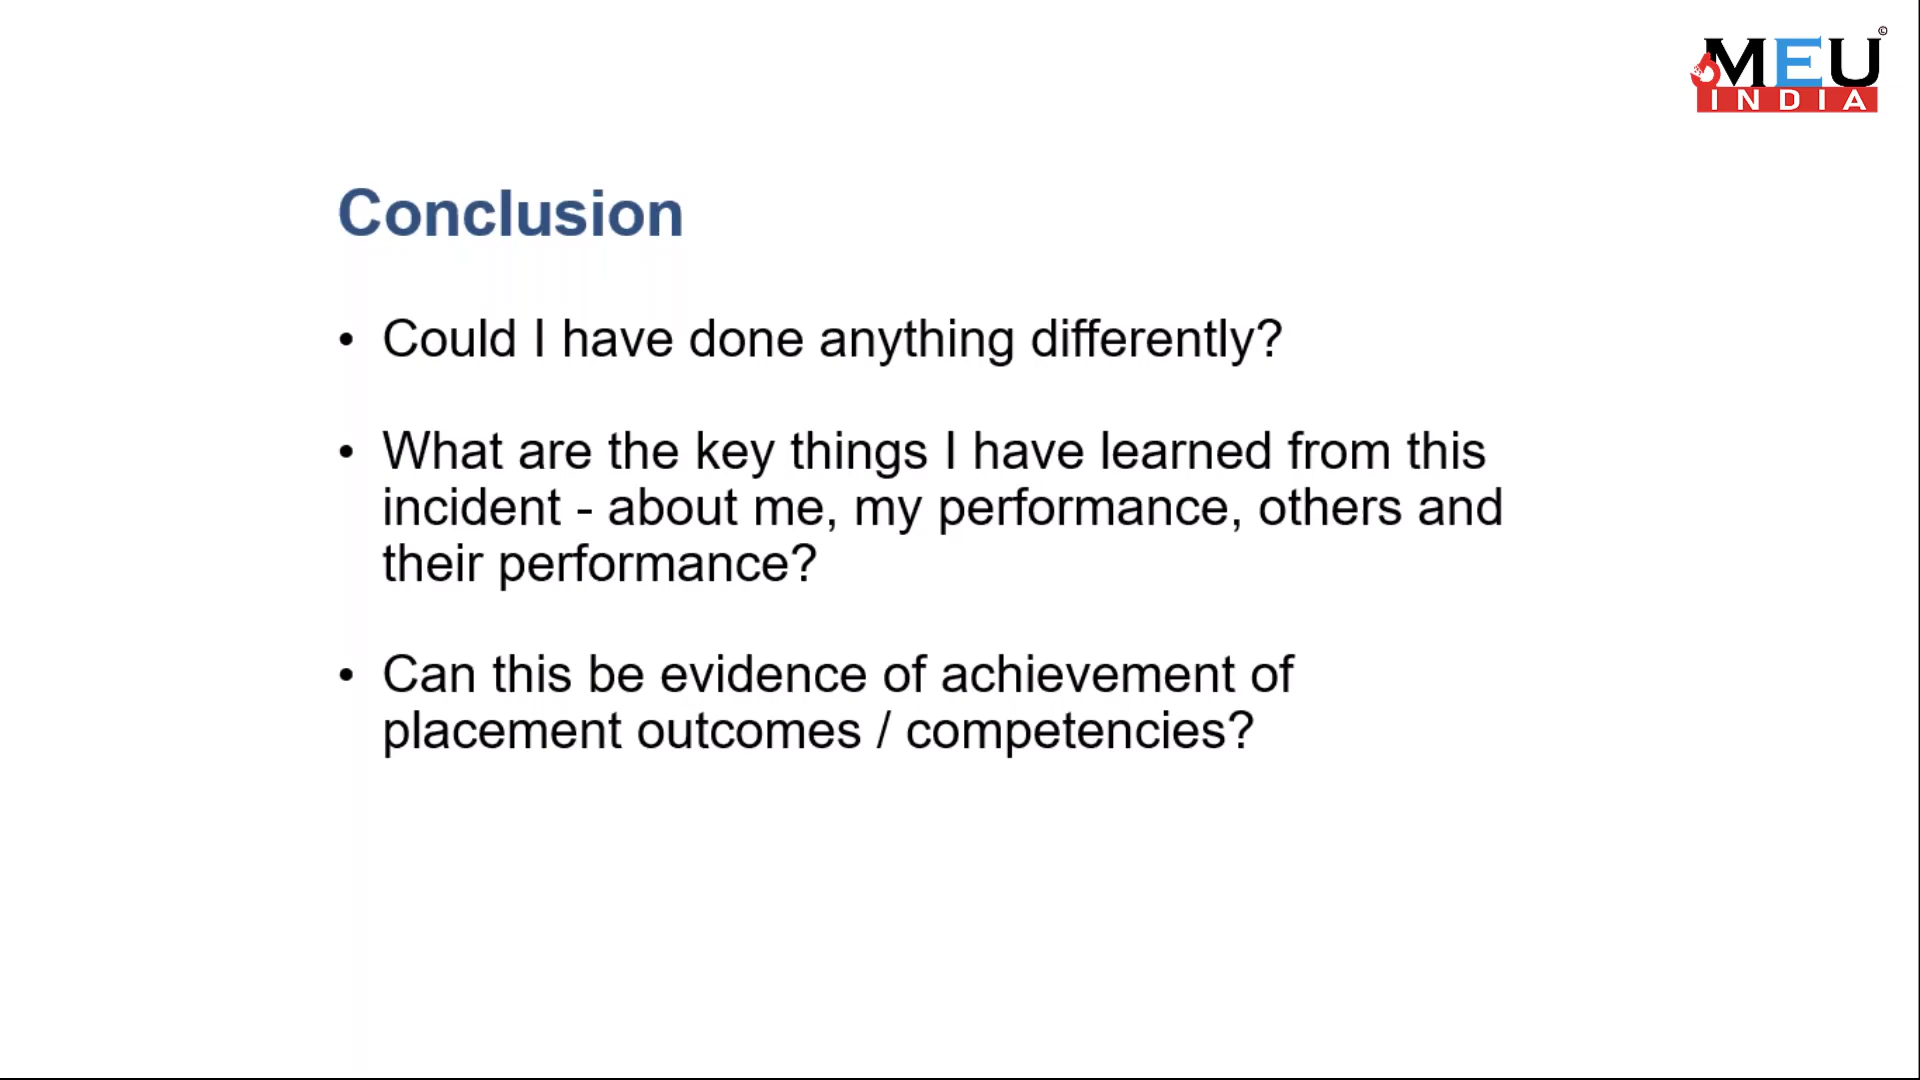 MEU
©
INDIA
Conclusion
• Could I have done anything differently?
• What are the key things I have learned from this
incident - about me, my performance, others and
their performance?
• Can this be evidence of achievement of
placement outcomes / competencies?